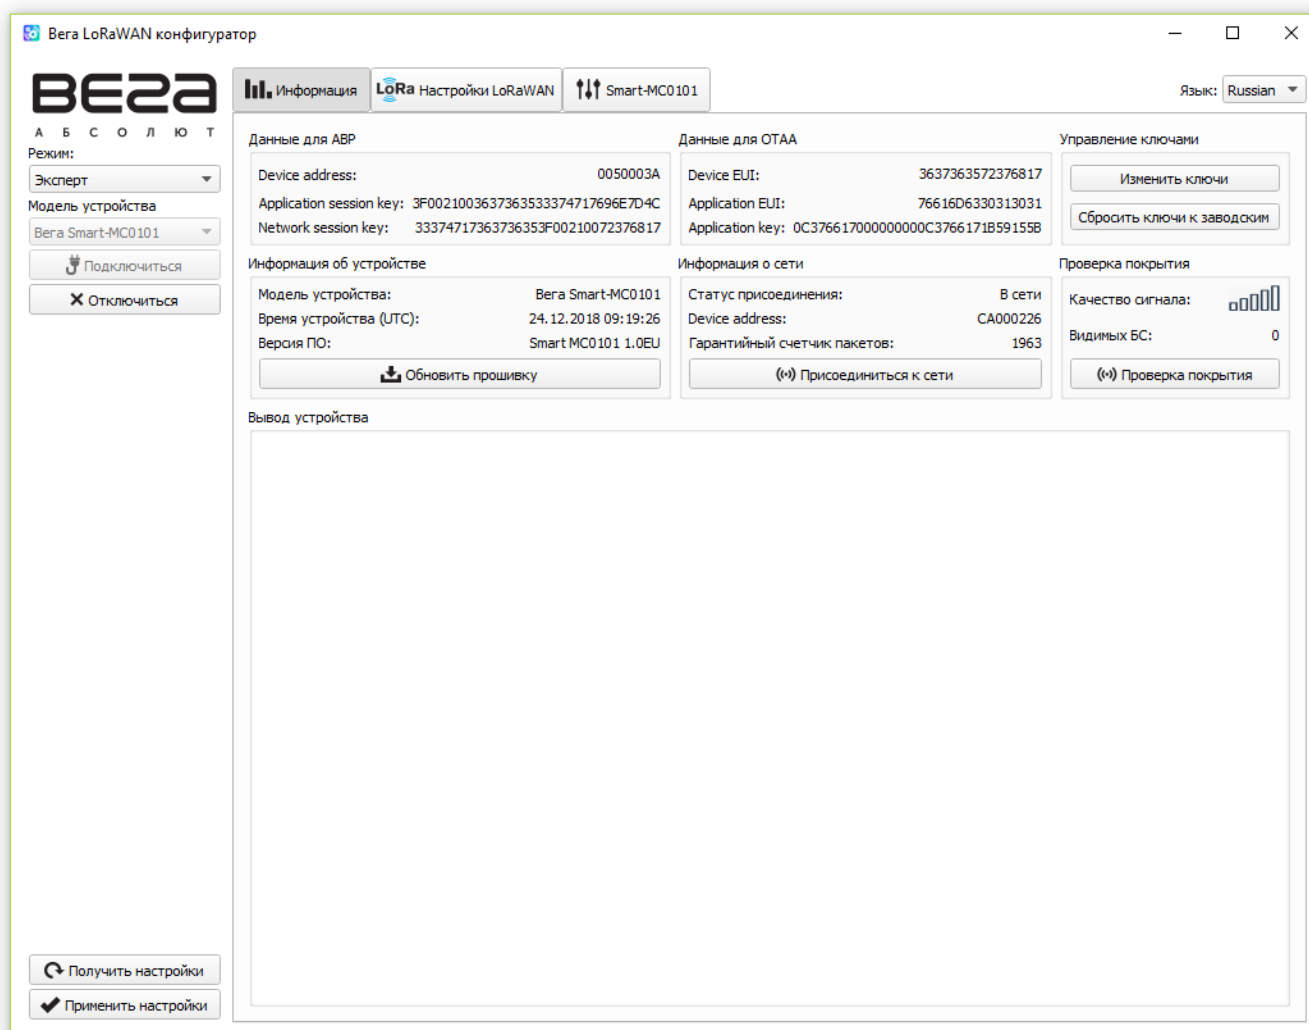 Вега LoRaWAN конфигуратор
ВЕГА
АБСОЛЮТ
Режим:
Эксперт
Модель устройства
Вега Smart-MC0101
Подключиться
Отключиться
Получить настройки
Применить настройки
Информация
LoRa Настройки LoRaWAN
Smart-MC0101
Язык: Russian
Данные для ABP
Device address: 0050003A
Application session key: 3F0021003637363533374717696E7D4C
Network session key: 33374717363736353F00210072376817
Данные для OTAA
Device EUI: 3637363572376817
Application EUI: 76616D6330313031
Application key: 0C3766170000000000C3766171B59155B
Управление ключами
Изменить ключи
Сбросить ключи к заводским
Информация об устройстве
Модель устройства: Вега Smart-MC0101
Время устройства (UTC): 24.12.2018 09:19:26
Версия ПО: Smart MC0101 1.0EU
Обновить прошивку
Информация о сети
Статус присоединения: В сети
Device address: CA000226
Гарантийный счетчик пакетов: 1963
Присоединиться к сети
Проверка покрытия
Качество сигнала:
Видимых БС: 0
Проверка покрытия
Вывод устройства